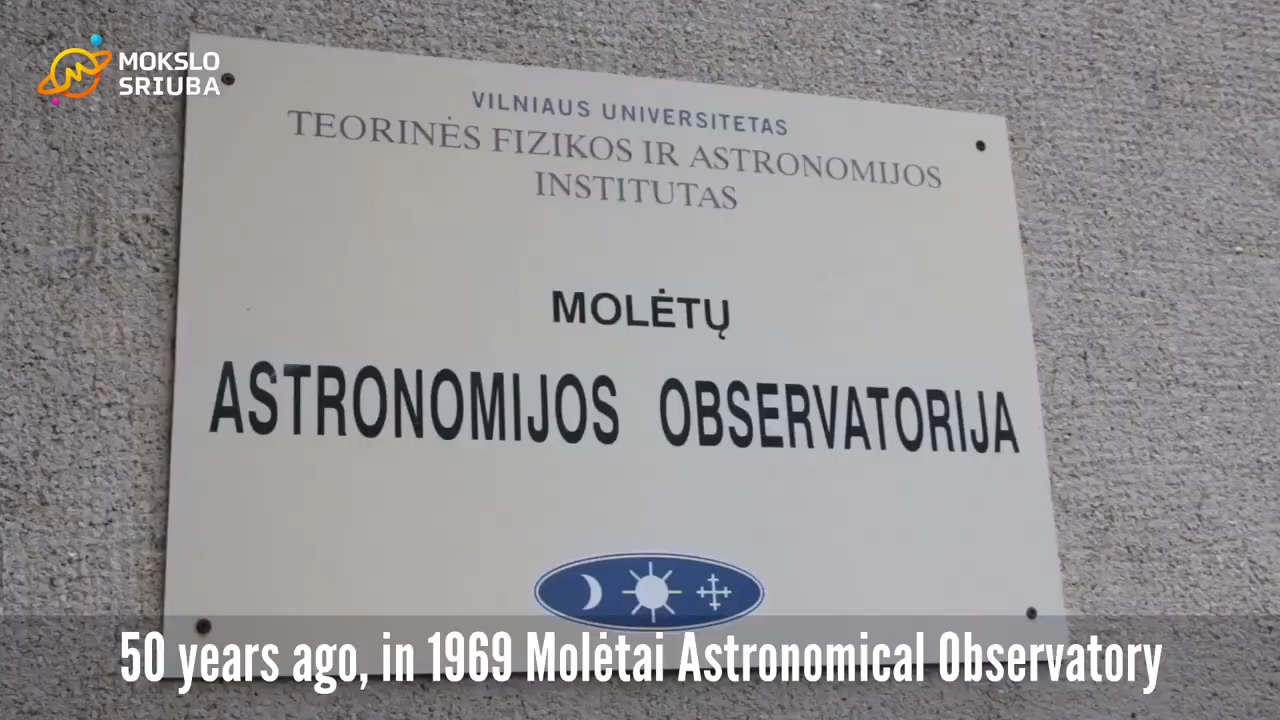 MOKSLO
SRIUBA
VILNIAUS UNIVERSITETAS
TEORINĖS FIZIKOS IR ASTRONOMIJOS
INSTITUTAS
MOLĖTŲ
ASTRONOMIJOS OBSERVATORIJA
50 years ago, in 1969 Molėtai Astronomical Observatory